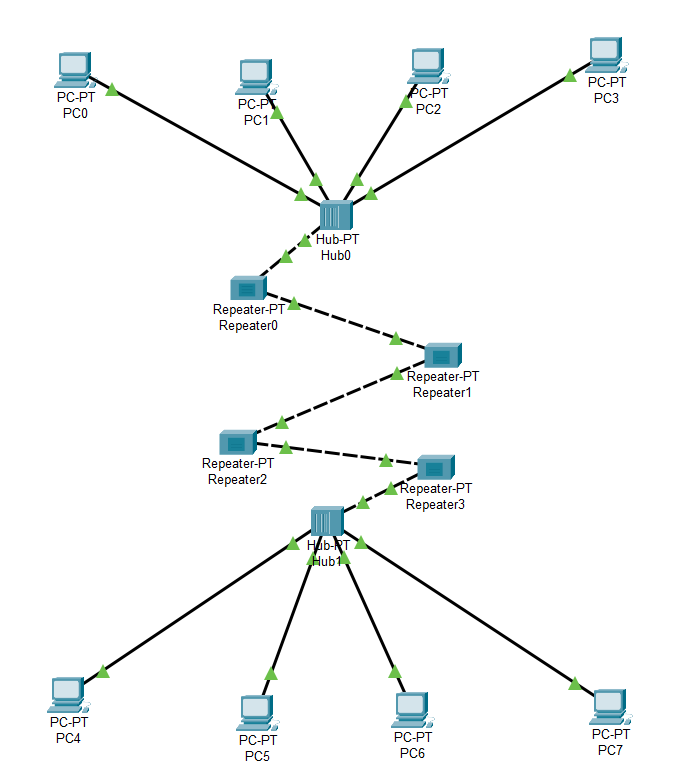 PC-PT
PC0
PC-PT
PC1
PC-PT
PC2
PC-PT
PC3
Hub-PT
Hub0
Repeater-PT
Repeater0
Repeater-PT
Repeater1
Repeater-PT
Repeater2
Repeater-PT
Repeater3
Hub-PT
Hub1
PC-PT
PC4
PC-PT
PC5
PC-PT
PC6
PC-PT
PC7